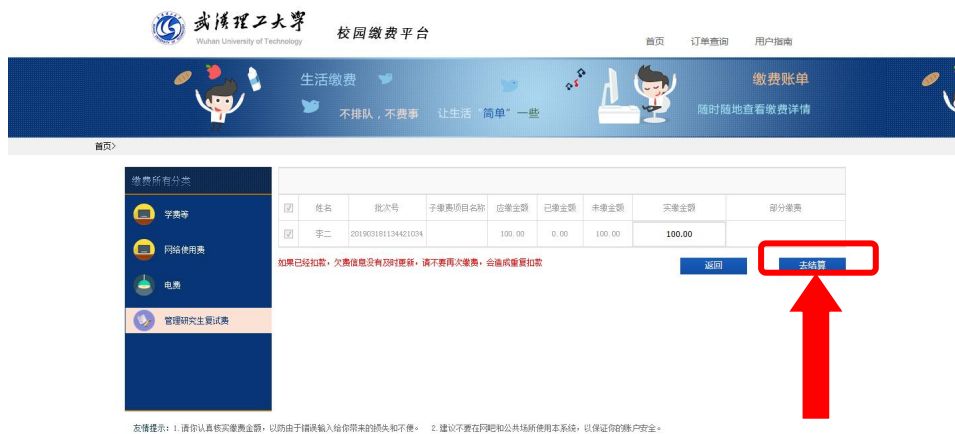 武汉理工大学
Wuhan University of Technology
校园缴费平台
首页 订单查询 用户指南
生活缴费
不排队，不费事 让生活“简单”一些
缴费账单
随时随地查看缴费详情
首页>
缴费所有分类
学费等
网络使用费
电费
管理研究生复试费
姓名 批次号 子缴费项目名称 应缴金额 已缴金额 未缴金额 实缴金额 部分缴费
李二 201903181134421034 100.00 0.00 100.00 100.00
如果已经扣款，欠费信息没有及时更新，请不要再次缴费，会造成重复扣款
返回 去结算
友情提示：1.请你认真核实缴费金额，以防由于错误输入给你带来的损失和不便。 2.建议不要在网吧和公共场所使用本系统，以保证你的账户安全。